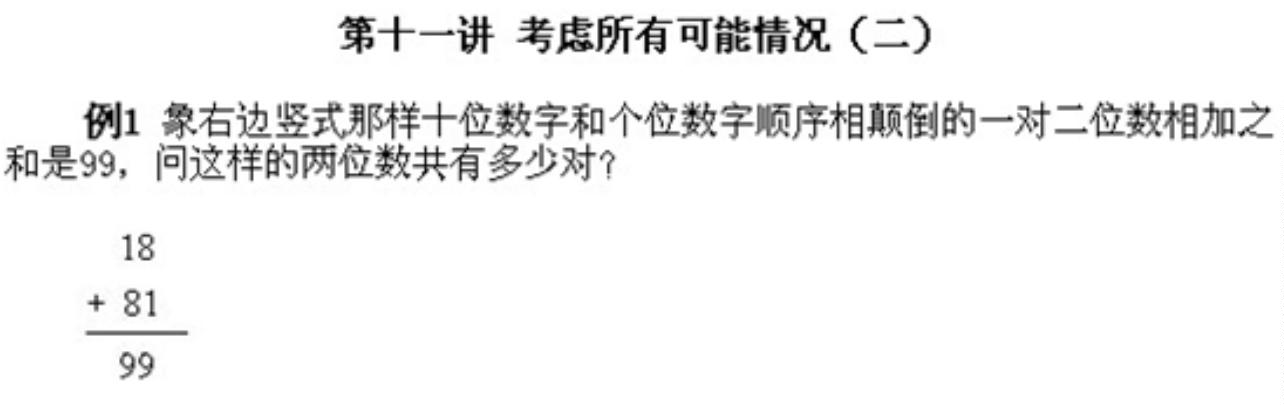 第十一讲 考虑所有可能情况（二）
例1 象右边竖式那样十位数字和个位数字顺序相颠倒的一对二位数相加之
和是99，问这样的两位数共有多少对？
18
+ 81
99